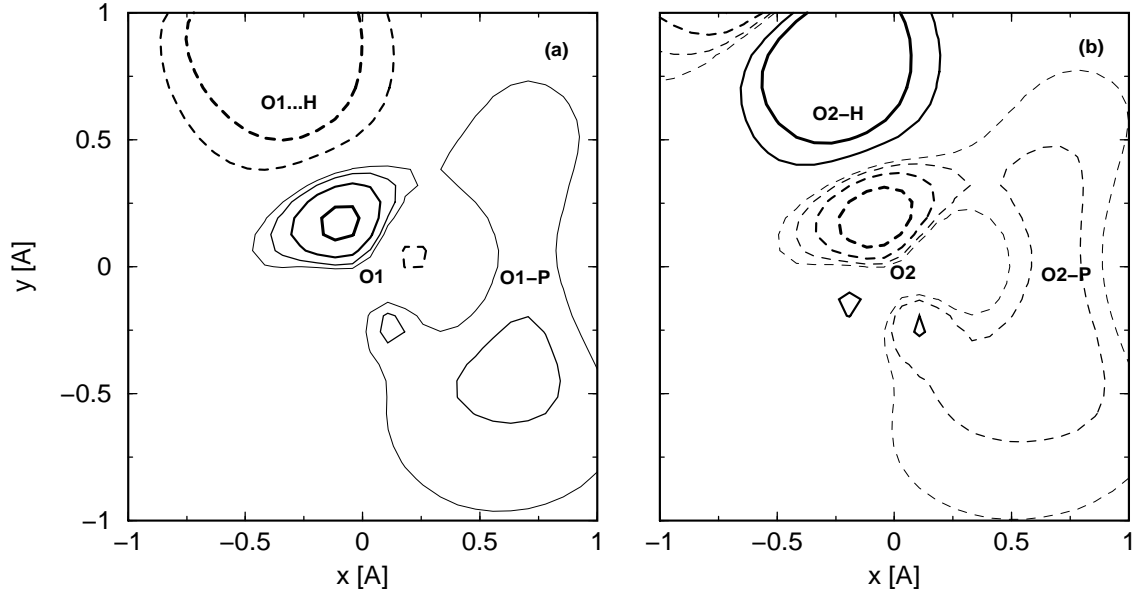 (a)
(b)
O1...H
O2–H
O1
O1–P
O2
O2–P
y [A]
1
0.5
0
–0.5
–1
–1
–0.5
0
0.5
1
–1
–0.5
0
0.5
1
x [A]
x [A]